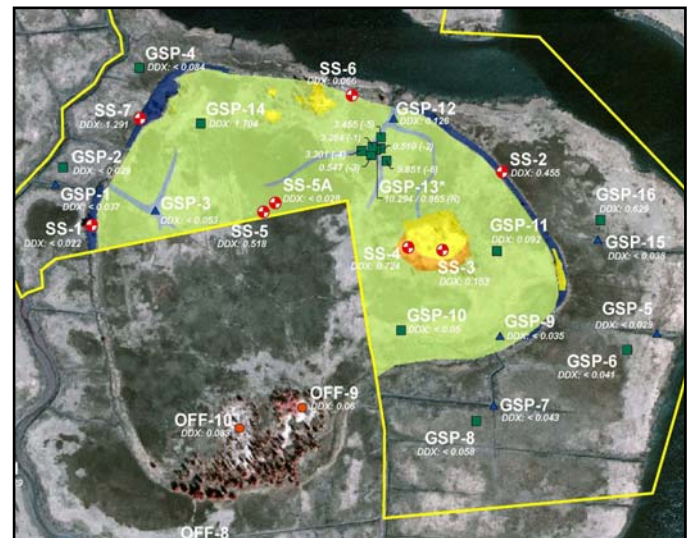 GSP-4
DDX: < 0.084
SS-6
DDX: 0.066
SS-7
DDX: 1.291
GSP-14
DDX: 1.704
GSP-12
DDX: 0.126
3.455 (-5)
3.264 (-1)
0.510 (-2)
3.301 (-4)
0.547 (-3)
9.851 (-6)
GSP-2
DDX: < 0.029
SS-2
DDX: 0.455
GSP-1
DDX: < 0.037
GSP-13*
10.294 / 0.865 (R)
GSP-3
DDX: < 0.053
SS-5A
DDX: < 0.028
SS-1
DDX: < 0.022
SS-5
DDX: 0.518
GSP-16
DDX: 0.629
GSP-11
DDX: 0.092
GSP-15
DDX: < 0.038
SS-4
DDX: 0.724
SS-3
DDX: 0.153
GSP-10
DDX: < 0.05
GSP-9
DDX: < 0.035
GSP-5
DDX: < 0.029
GSP-6
DDX: < 0.041
GSP-7
DDX: < 0.043
GSP-8
DDX: < 0.058
OFF-9
DDX: 0.06
OFF-10
DDX: 0.083
OFF-8